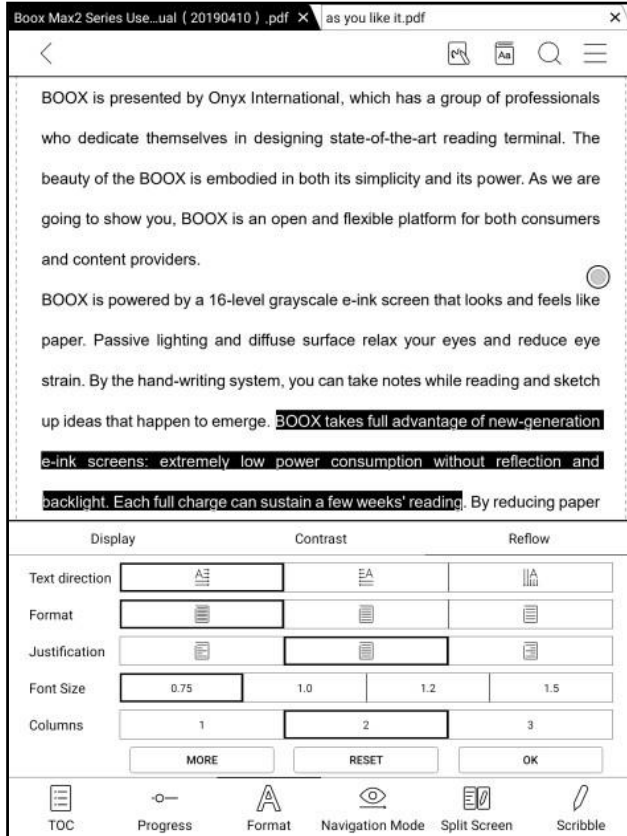 Boox Max2 Series Use...ual ( 20190410 ) .pdf ×
as you like it.pdf ×
Aa
BOOX is presented by Onyx International, which has a group of professionals
who dedicate themselves in designing state-of-the-art reading terminal. The
beauty of the BOOX is embodied in both its simplicity and its power. As we are
going to show you, BOOX is an open and flexible platform for both consumers
and content providers.
BOOX is powered by a 16-level grayscale e-ink screen that looks and feels like
paper. Passive lighting and diffuse surface relax your eyes and reduce eye
strain. By the hand-writing system, you can take notes while reading and sketch
up ideas that happen to emerge. BOOX takes full advantage of new-generation
e-ink screens: extremely low power consumption without reflection and
backlight. Each full charge can sustain a few weeks' reading. By reducing paper
Display Contrast Reflow
Text direction
Format
Justification
Font Size 0.75 1.0 1.2 1.5
Columns 1 2 3
MORE RESET OK
TOC Progress Format Navigation Mode Split Screen Scribble